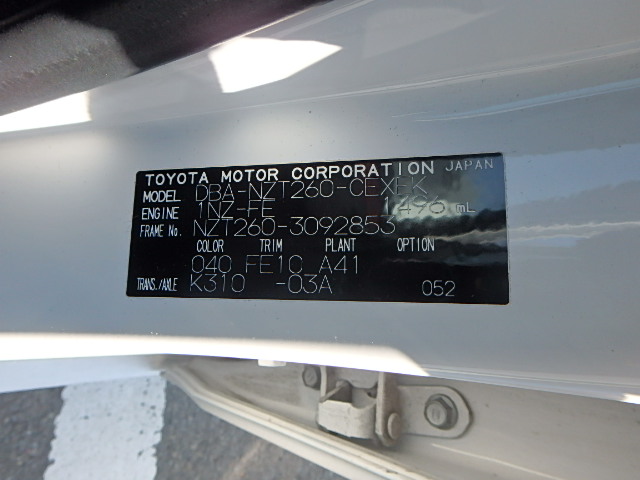 TOYOTA MOTOR CORPORATION JAPAN
MODEL DBA-NZT260-CEXEK
ENGINE 1NZ-FE 1496 mL
FRAME No. NZT260-3092853
COLOR TRIM PLANT OPTION
040 FE10 A41
TRANS./AXLE K310 -03A 052